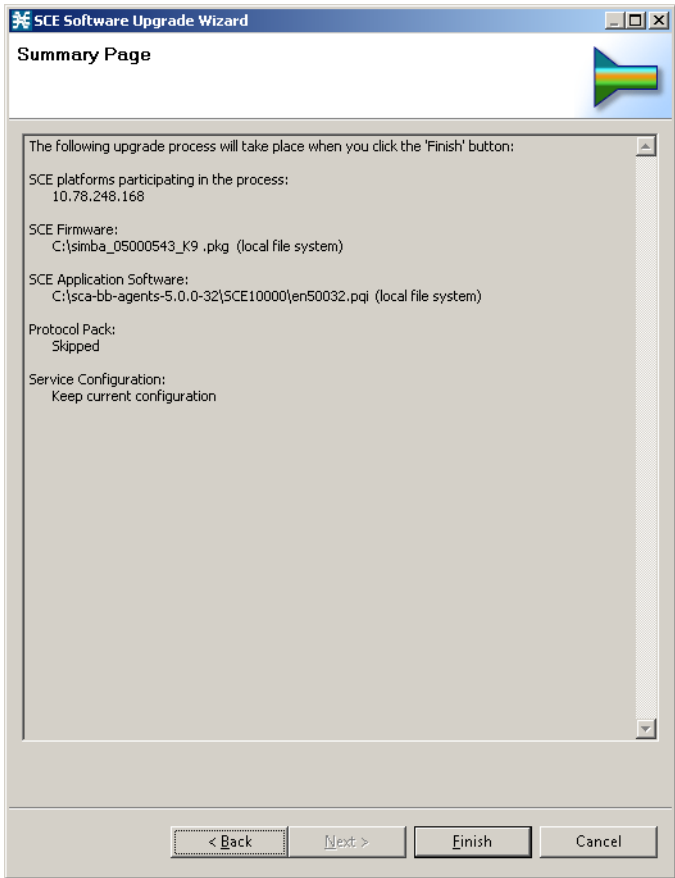 SCE Software Upgrade Wizard
Summary Page
The following upgrade process will take place when you click the 'Finish' button:
SCE platforms participating in the process:
10.78.248.168
SCE Firmware:
C:\simba_05000543_K9 .pkg (local file system)
SCE Application Software:
C:\sca-bb-agents-5.0.0-32\SCE10000\en50032.pqi (local file system)
Protocol Pack:
Skipped
Service Configuration:
Keep current configuration
< Back Next > Finish Cancel